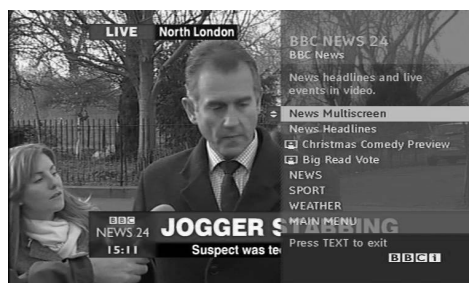 LIVE North London
BBC NEWS 24
BBC News
News headlines and live
events in video.
News Multiscreen
News Headlines
Christmas Comedy Preview
Big Read Vote
NEWS
SPORT
WEATHER
MAIN MENU
Press TEXT to exit
BBCi
BBC
NEWS 24
15:11
JOGGER STABBING
Suspect was